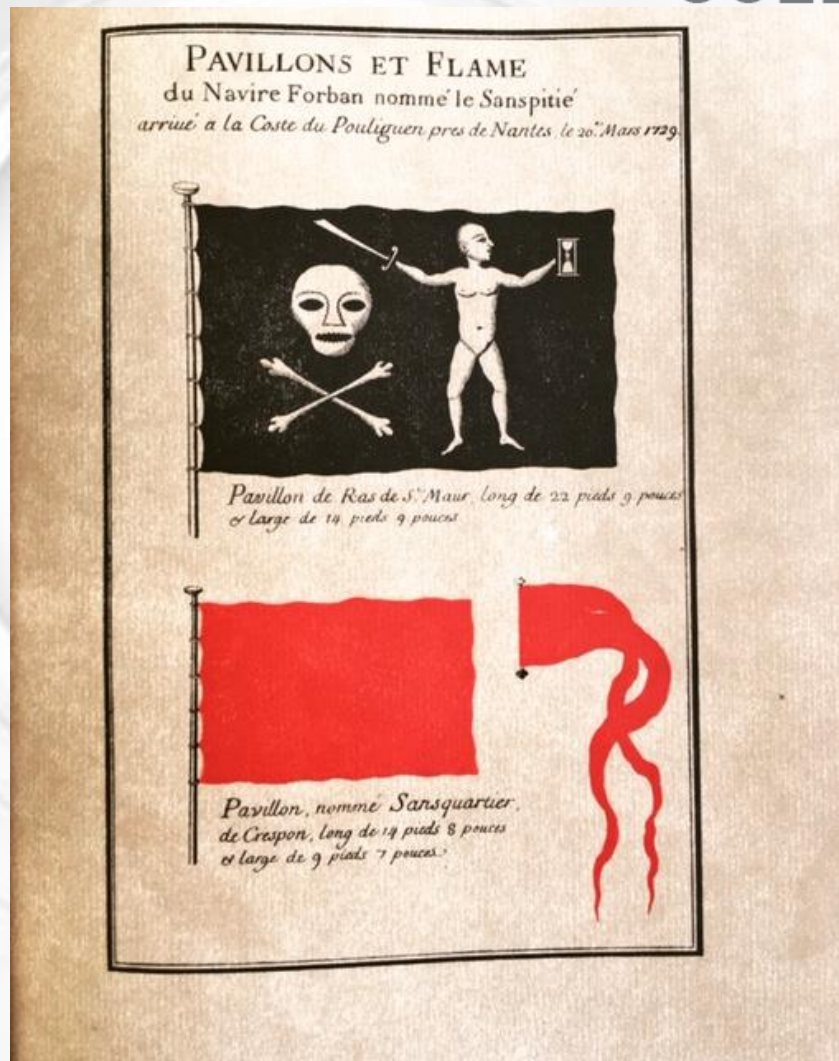 PAVILLONS ET FLAME
du Navire Forban nommé le Sanspitié
arrivé a la Coste du Pouliguen pres de Nantes, le 20.ᵉ Mars 1729.
Pavillon de Ras de S.ᵗ Maur, long de 22 pieds 9 pouces
& large de 14 pieds 9 pouces
Pavillon, nommé Sansquartier,
de Crespon, long de 14 pieds 8 pouces
& large de 9 pieds 7 pouces.